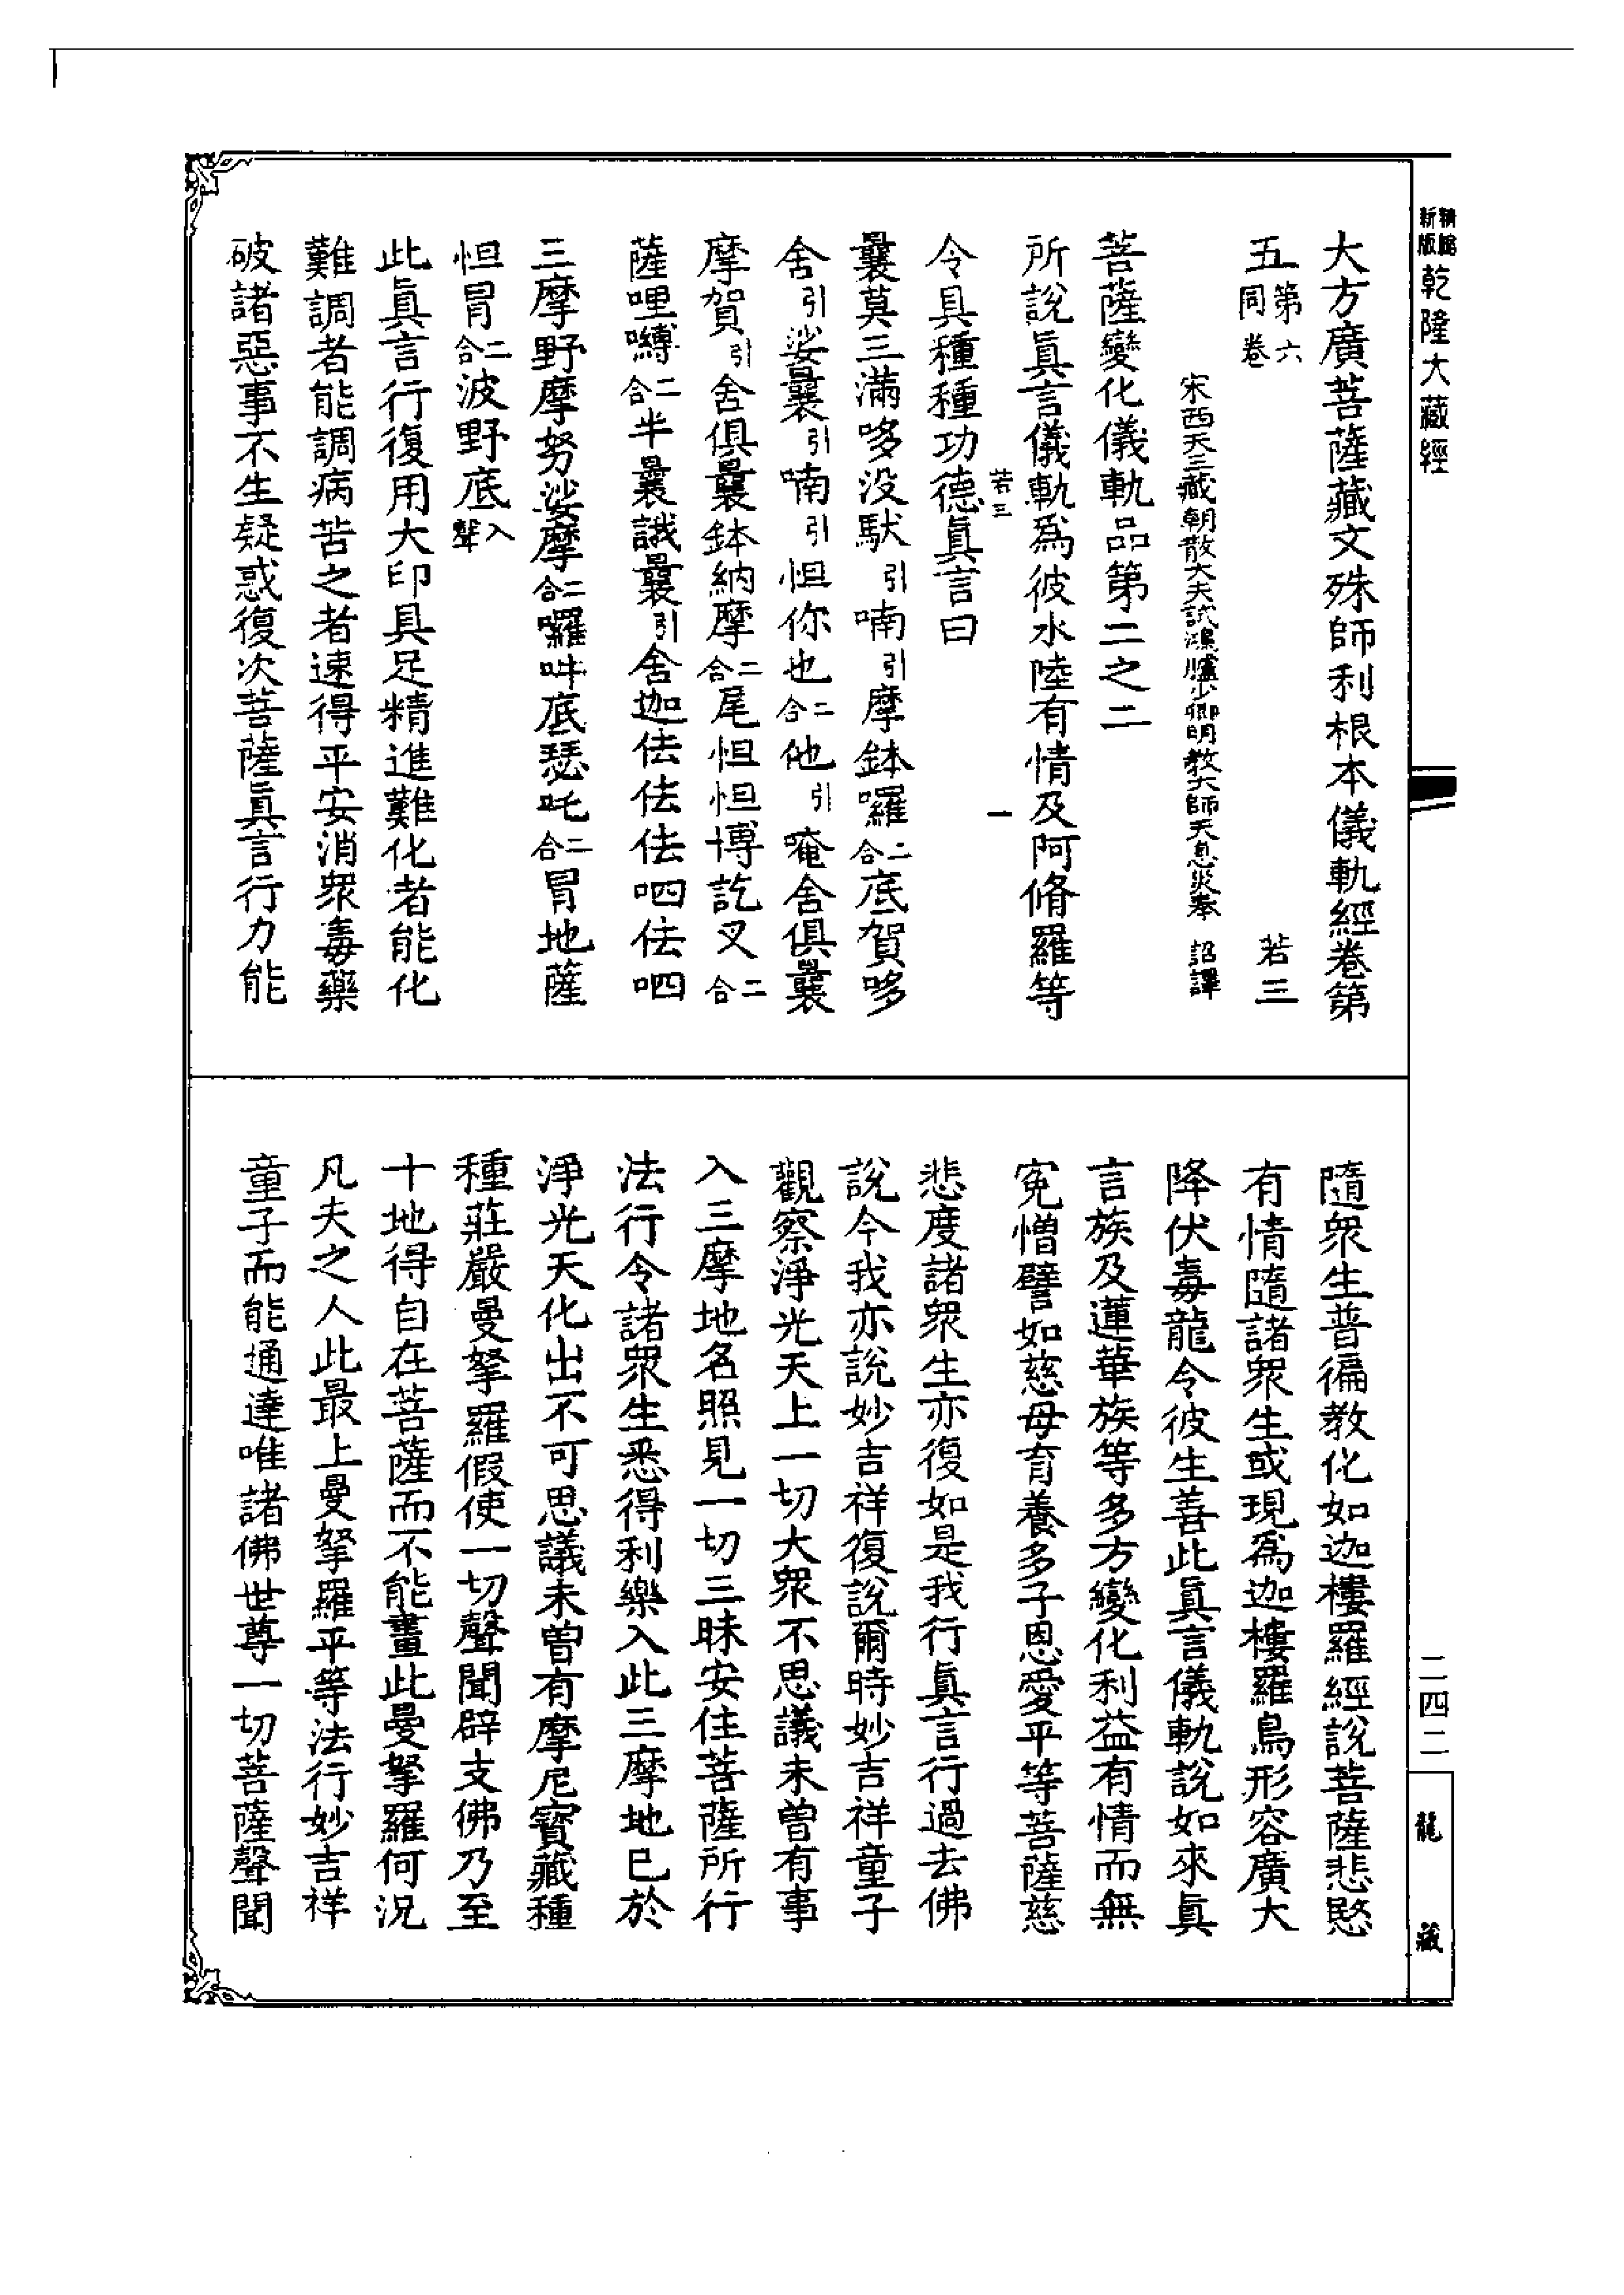 新版 精縮 乾隆大藏經
大方廣菩薩藏文殊師利根本儀軌經卷第
五 第六同卷 若三
宋西天三藏朝散大夫試鴻臚少卿明教大師天息災奉 詔譯
菩薩變化儀軌品第二之二
所說眞言儀軌爲彼水陸有情及阿脩羅等
若三 一
令具種種功德眞言曰
曩莫三滿哆没馱引喃引摩鉢囉二合底賀哆
舍引娑曩引喃引怛你也二合他引唵舍俱曩
摩賀引舍俱曩鉢納摩二合尾怛怛博訖叉二合
薩哩嚩二合半曩誐曩引舍迦佉佉佉呬佉呬
三摩野摩努娑摩二合囉吽底瑟吒二合冒地薩
怛冒二合波野底入聲
此眞言行復用大印具足精進難化者能化
難調者能調病苦之者速得平安消衆毒藥
破諸惡事不生疑惑復次菩薩眞言行力能
隨衆生普徧教化如迦樓羅經說菩薩悲愍
有情隨諸衆生或現爲迦樓羅鳥形容廣大
降伏毒龍令彼生善此眞言儀軌說如來眞
言族及蓮華族等多方變化利益有情而無
寃憎譬如慈母育養多子恩愛平等菩薩慈
悲度諸衆生亦復如是我行眞言行過去佛
說今我亦說妙吉祥復說爾時妙吉祥童子
觀察淨光天上一切大衆不思議未曾有事
入三摩地名照見一切三昧安住菩薩所行
法行令諸衆生悉得利樂入此三摩地已於
淨光天化出不可思議未曾有摩尼寶藏種
種莊嚴曼拏羅假使一切聲聞辟支佛乃至
十地得自在菩薩而不能畫此曼拏羅何況
凡夫之人此最上曼拏羅平等法行妙吉祥
童子而能通達唯諸佛世尊一切菩薩聲聞
二四二
龍藏